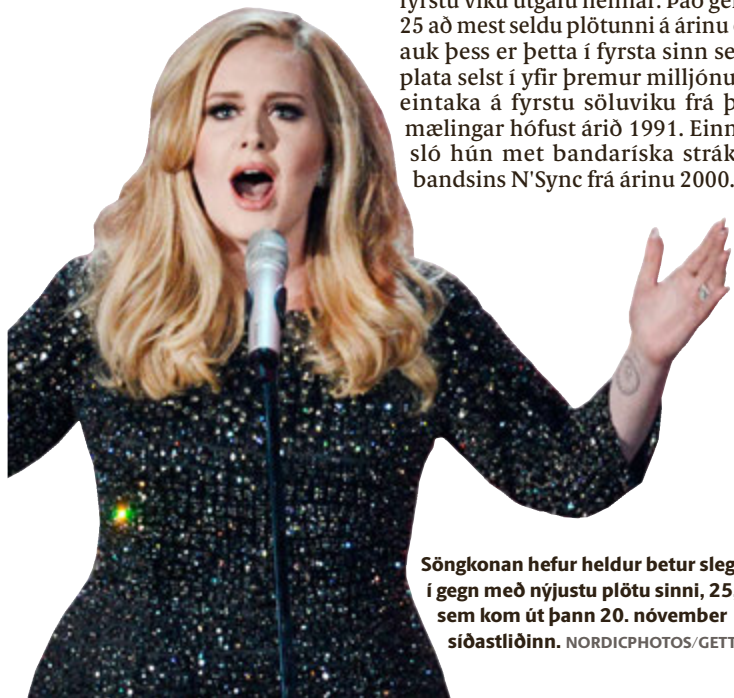 fyrstu viku útgáfu hennar. Það ger
25 að mest seldu plötunni á árinu
auk þess er þetta í fyrsta sinn se
plata selst í yfir þremur milljónu
eintaka á fyrstu söluviku frá þ
mælingar hófust árið 1991. Einn
sló hún met bandaríska strák
bandsins N'Sync frá árinu 2000.
Söngkonan hefur heldur betur sleg
í gegn með nýjustu plötu sinni, 25,
sem kom út þann 20. nóvember
síðastliðinn. NORDICPHOTOS/GETT